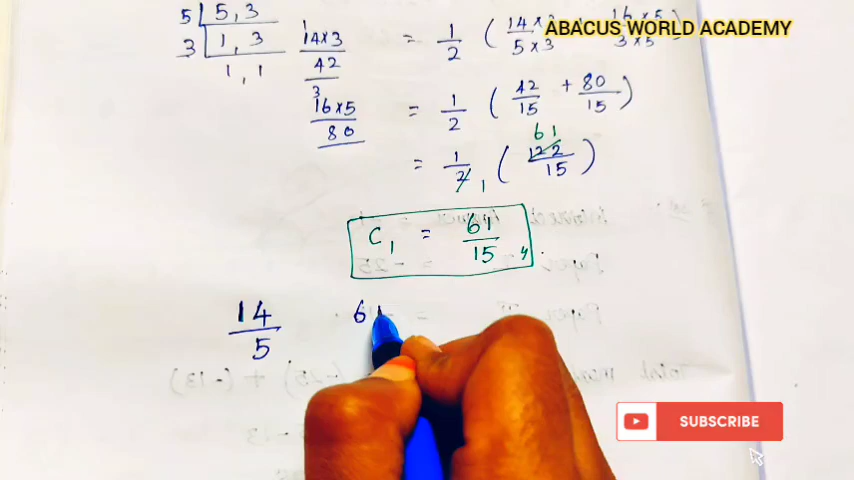 ABACUS WORLD ACADEMY
5 | 5, 3
3 | 1, 3
1, 1
14×3
42
3
16×5
80
= 1/2 ( 14×3/5×3 16×5/3×5 )
= 1/2 ( 42/15 + 80/15 )
61
= 1/2 1 ( 122/15 )
C1 = 61/15
14/5 61
SUBSCRIBE